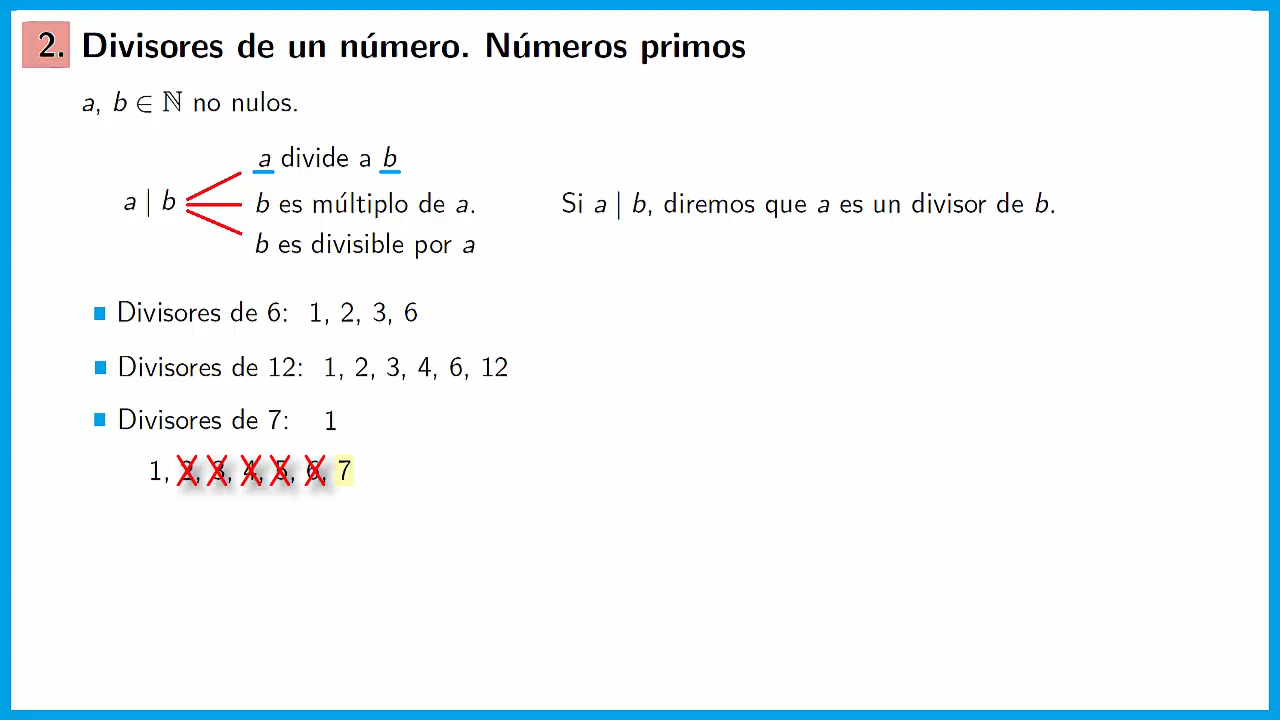 2. Divisores de un número. Números primos
a, b ∈ ℕ no nulos.
a divide a b
a | b
b es múltiplo de a.
Si a | b, diremos que a es un divisor de b.
b es divisible por a
Divisores de 6: 1, 2, 3, 6
Divisores de 12: 1, 2, 3, 4, 6, 12
Divisores de 7: 1
1, 2, 3, 4, 5, 6, 7